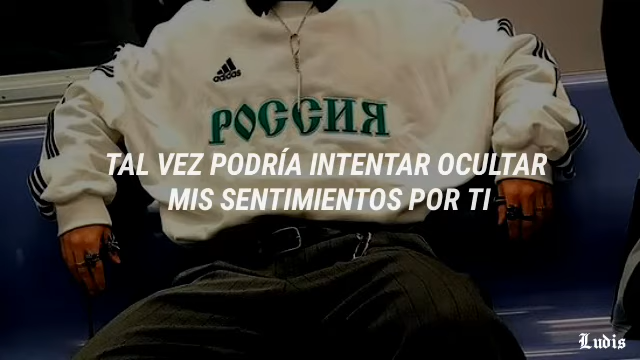 adidas
РОССИЯ
TAL VEZ PODRÍA INTENTAR OCULTAR
MIS SENTIMIENTOS POR TI
Ludis